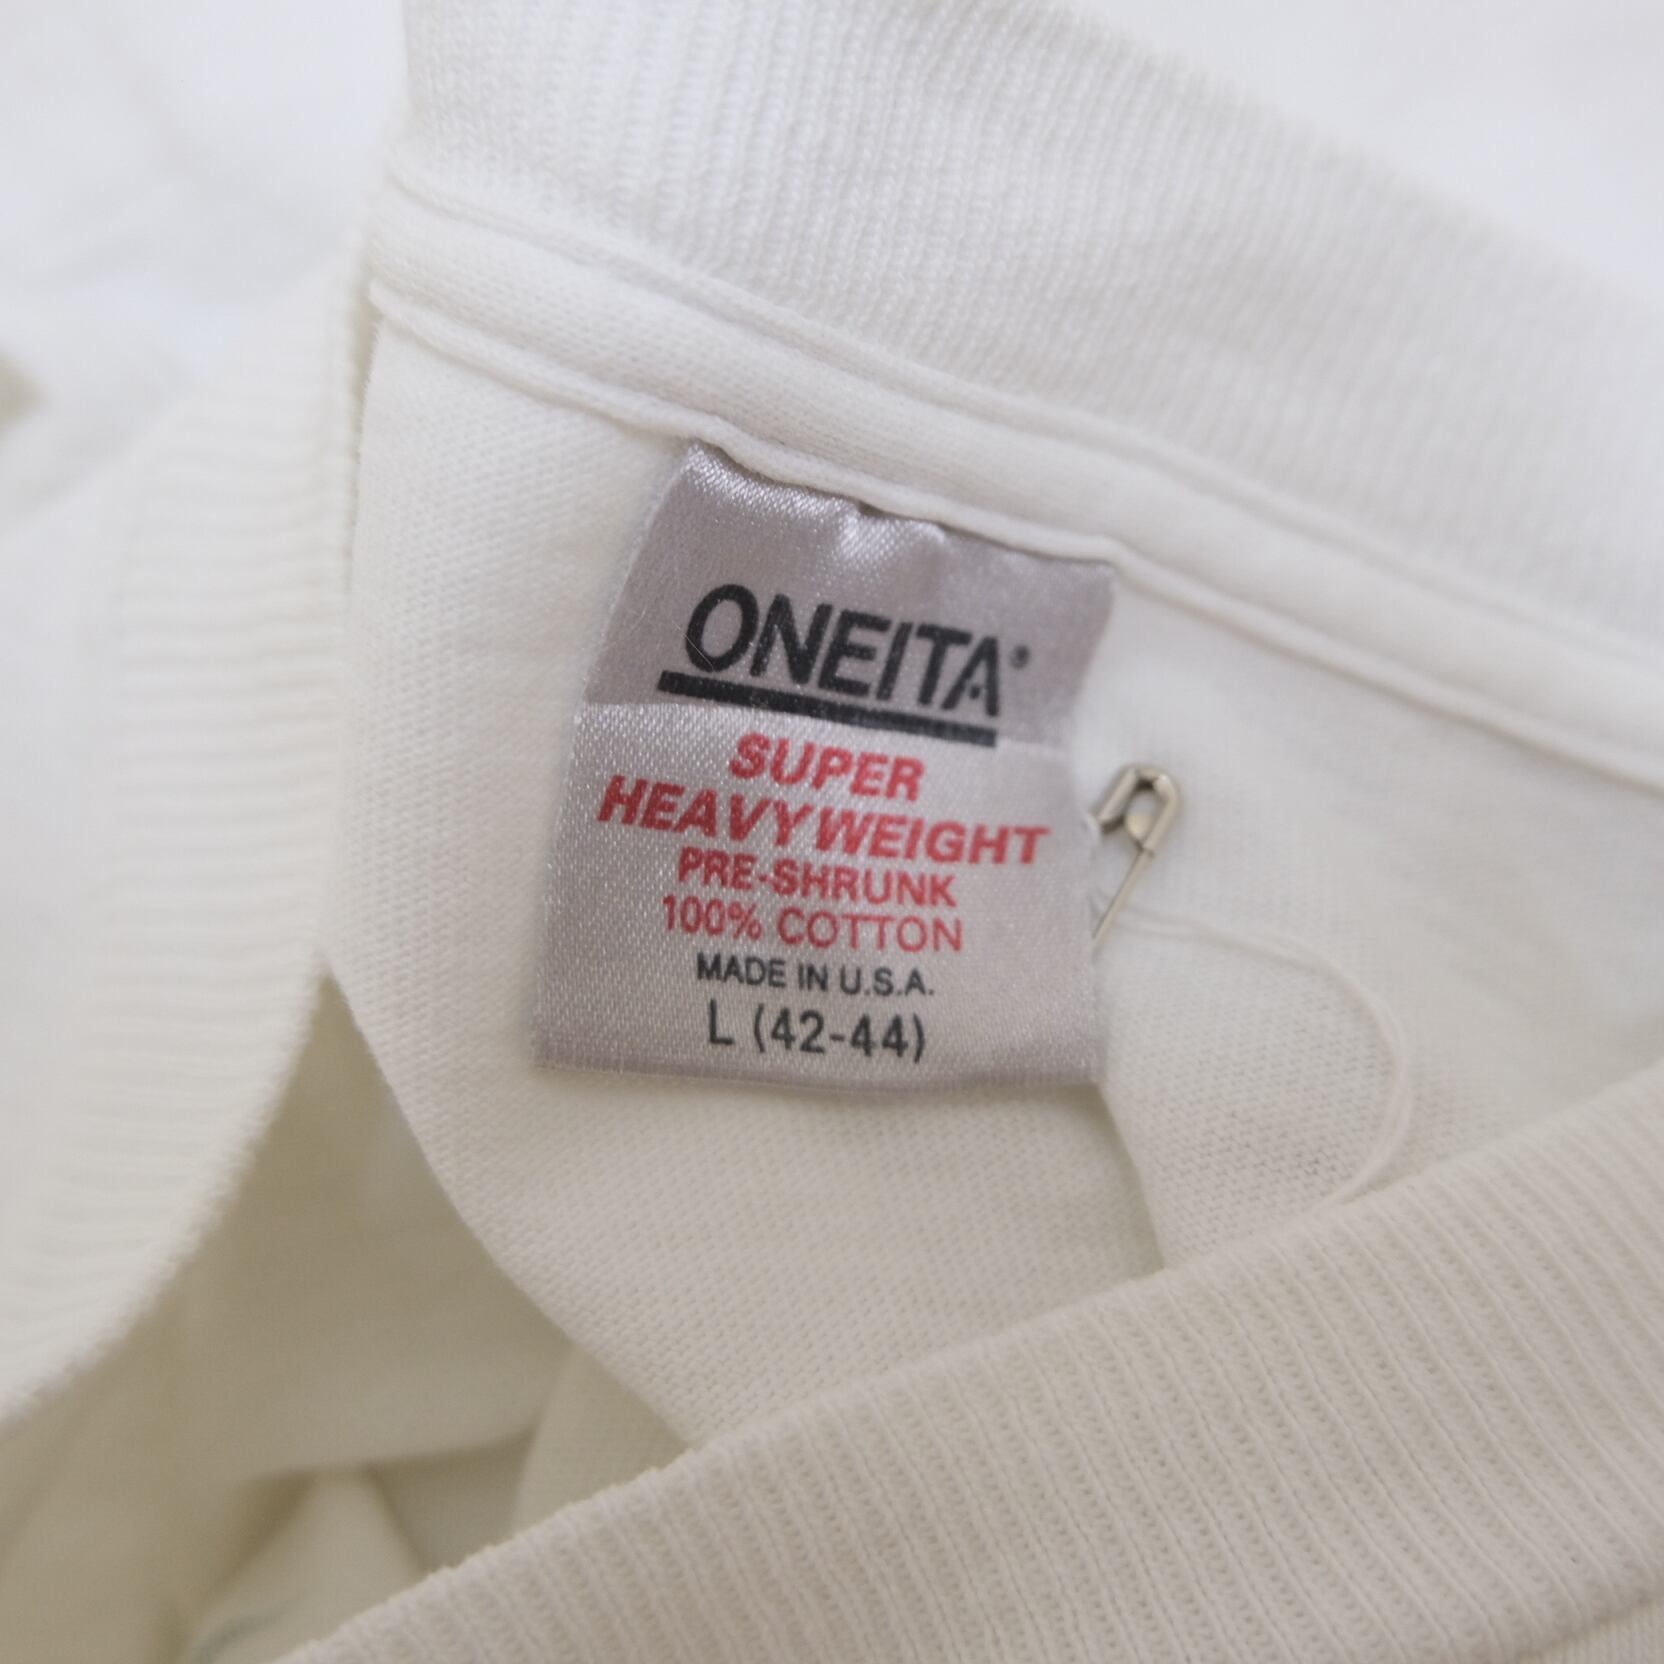 ONEITA®
SUPER
HEAVYWEIGHT
PRE-SHRUNK
100% COTTON
MADE IN U.S.A.
L (42-44)